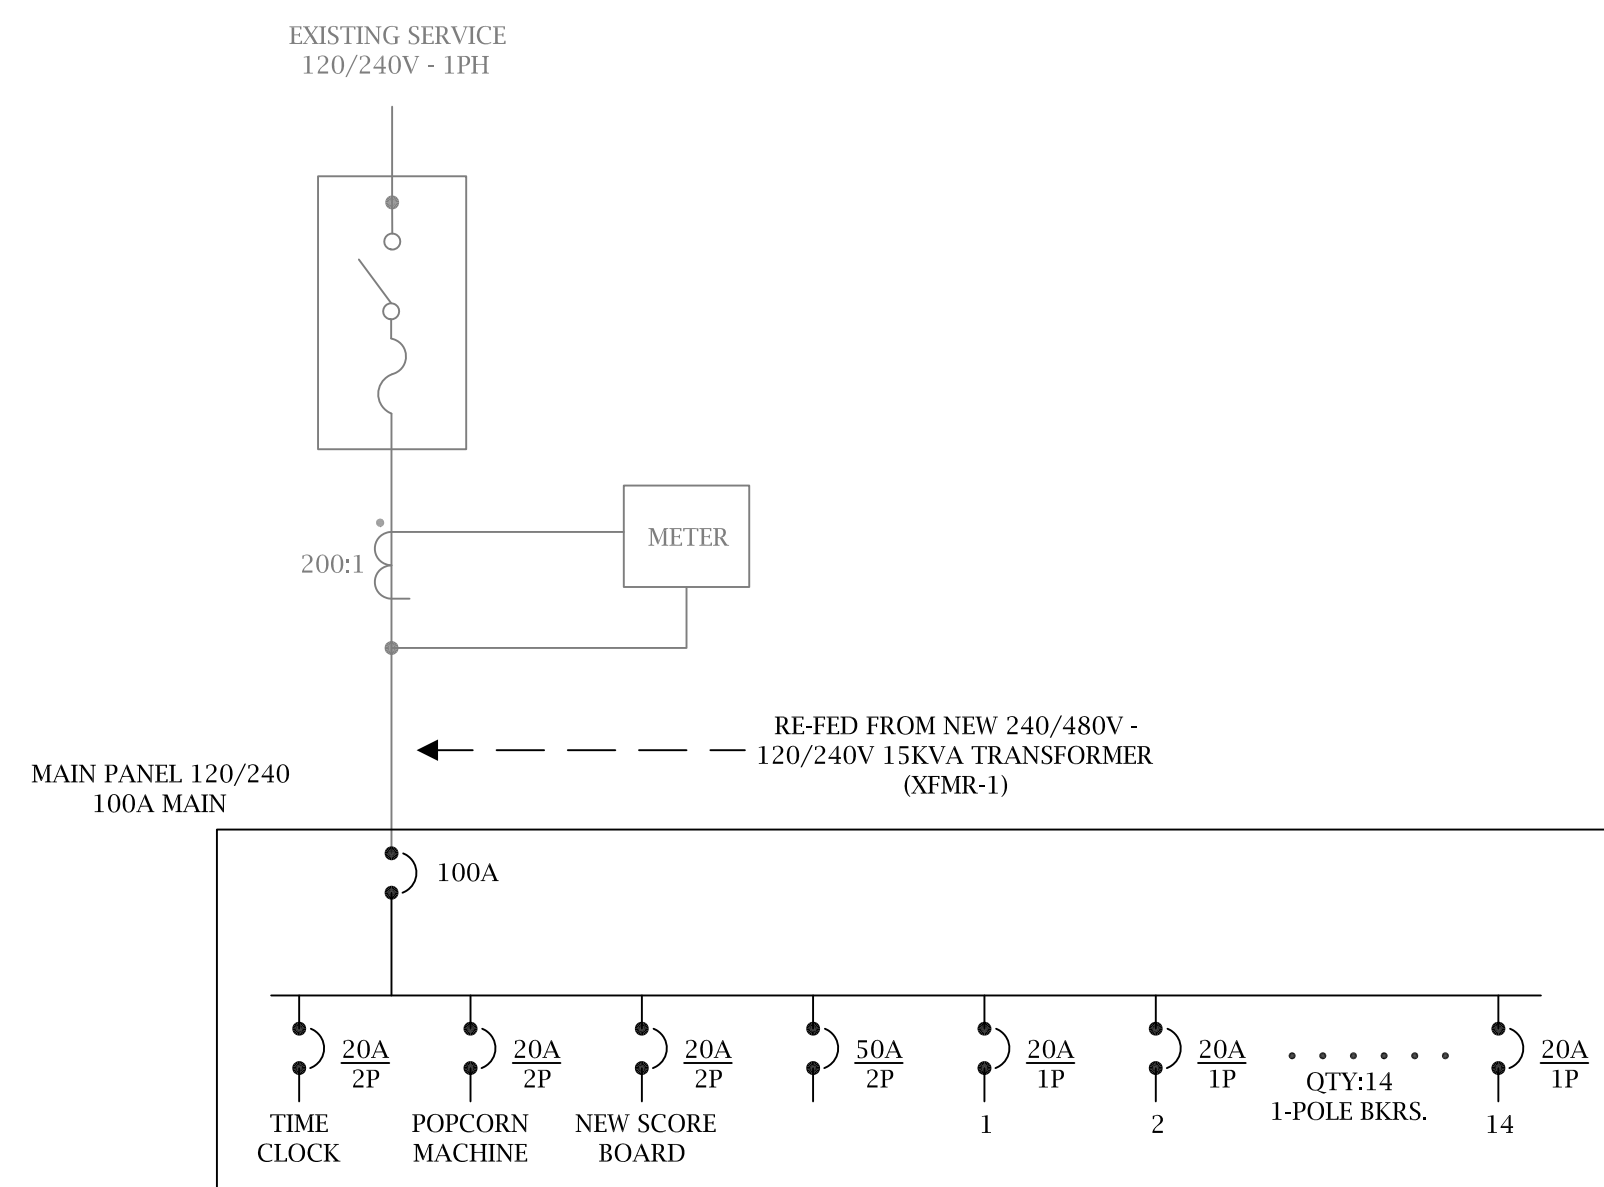 EXISTING SERVICE
120/240V - 1PH
METER
200:1
RE-FED FROM NEW 240/480V -
120/240V 15KVA TRANSFORMER
(XFMR-1)
MAIN PANEL 120/240
100A MAIN
100A
20A
2P
TIME
CLOCK
20A
2P
POPCORN
MACHINE
20A
2P
NEW SCORE
BOARD
50A
2P
20A
1P
1
20A
1P
2
QTY:14
1-POLE BKRS.
20A
1P
14